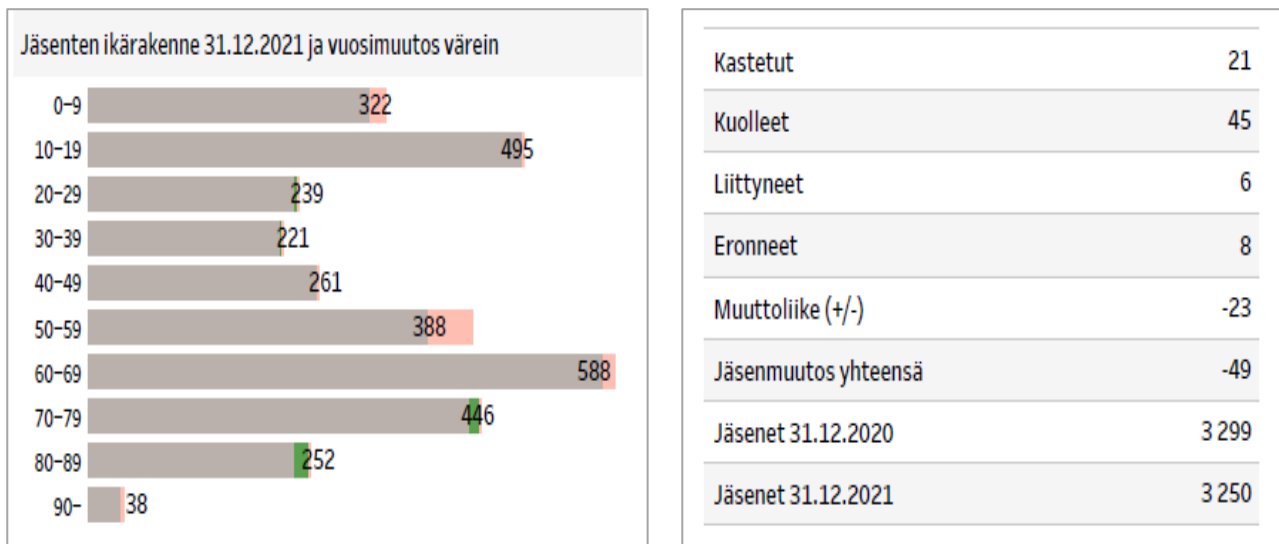 Jäsenten ikärakenne 31.12.2021 ja vuosimuutos värein
0–9 322
10–19 495
20–29 239
30–39 221
40–49 261
50–59 388
60–69 588
70–79 446
80–89 252
90– 38
Kastetut 21
Kuolleet 45
Liittyneet 6
Eronneet 8
Muuttoliike (+/-) -23
Jäsenmuutos yhteensä -49
Jäsenet 31.12.2020 3 299
Jäsenet 31.12.2021 3 250